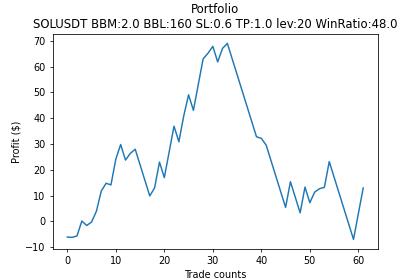 Portfolio
SOLUSDT BBM:2.0 BBL:160 SL:0.6 TP:1.0 lev:20 WinRatio:48.0
70
60
50
40
30
20
10
0
−10
Profit ($)
0 10 20 30 40 50 60
Trade counts